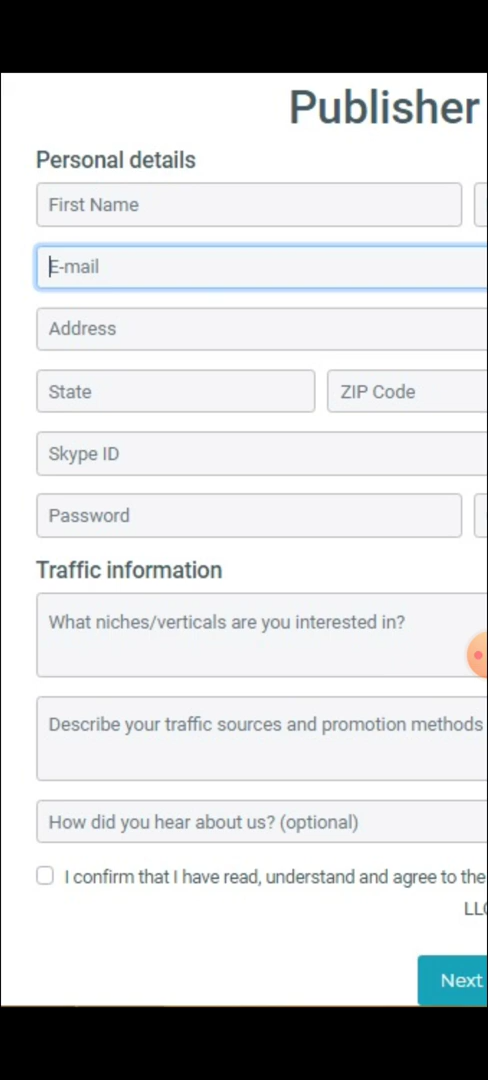 Publisher
Personal details
First Name
E-mail
Address
State
ZIP Code
Skype ID
Password
Traffic information
What niches/verticals are you interested in?
Describe your traffic sources and promotion methods
How did you hear about us? (optional)
I confirm that I have read, understand and agree to the
LLC
Next